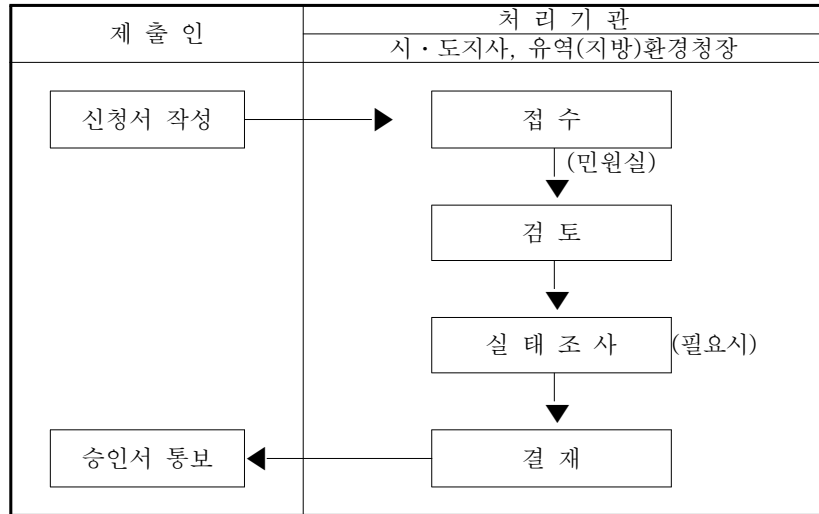 제 출 인
처 리 기 관
시·도지사, 유역(지방)환경청장
신청서 작성
접 수
(민원실)
검 토
실 태 조 사
(필요시)
승인서 통보
결 재